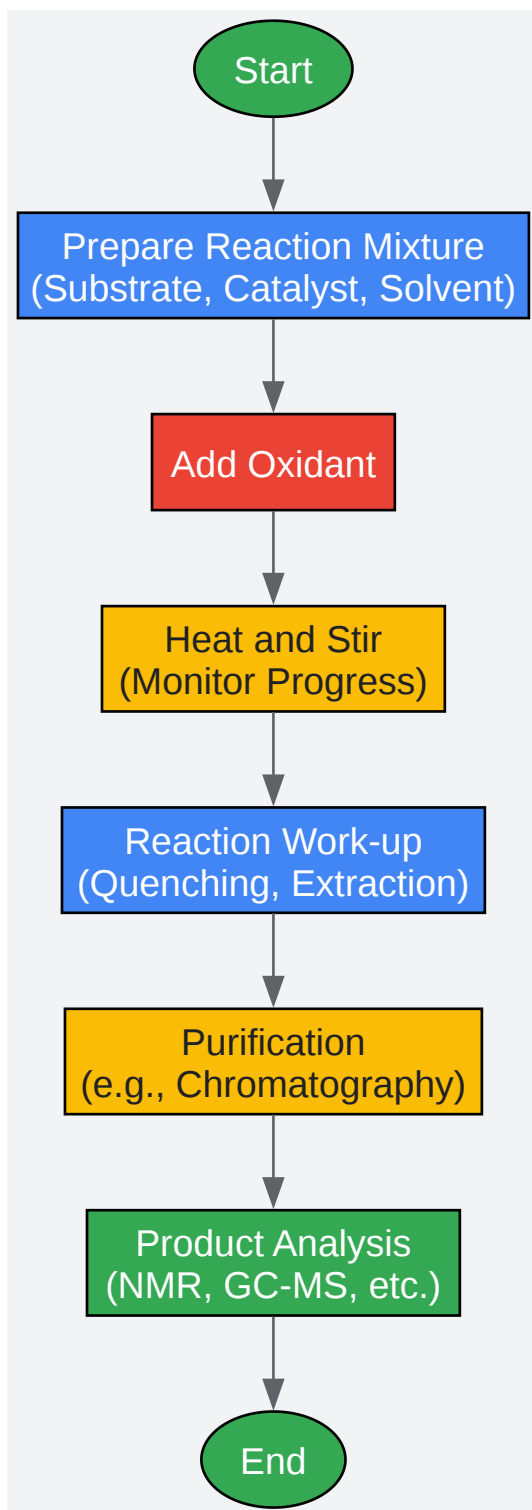 Start
Prepare Reaction Mixture
(Substrate, Catalyst, Solvent)
Add Oxidant
Heat and Stir
(Monitor Progress)
Reaction Work-up
(Quenching, Extraction)
Purification
(e.g., Chromatography)
Product Analysis
(NMR, GC-MS, etc.)
End